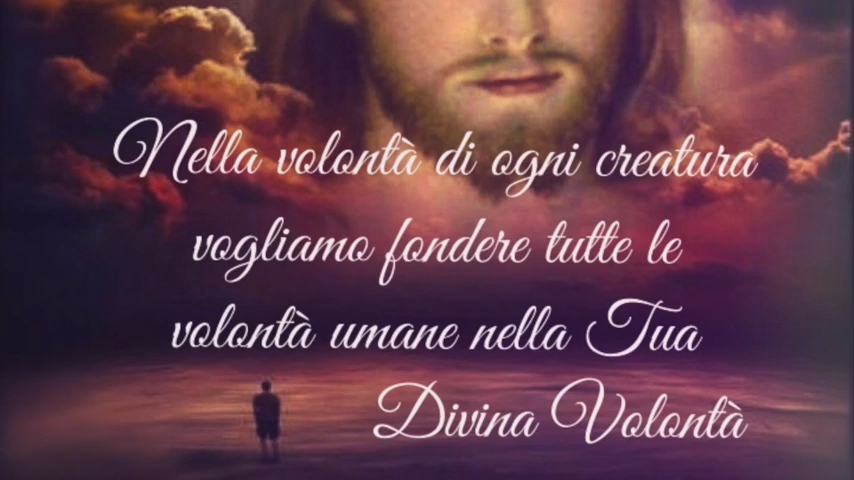 Nella volontà di ogni creatura
vogliamo fondere tutte le
volontà umane nella Tua
Divina Volontà